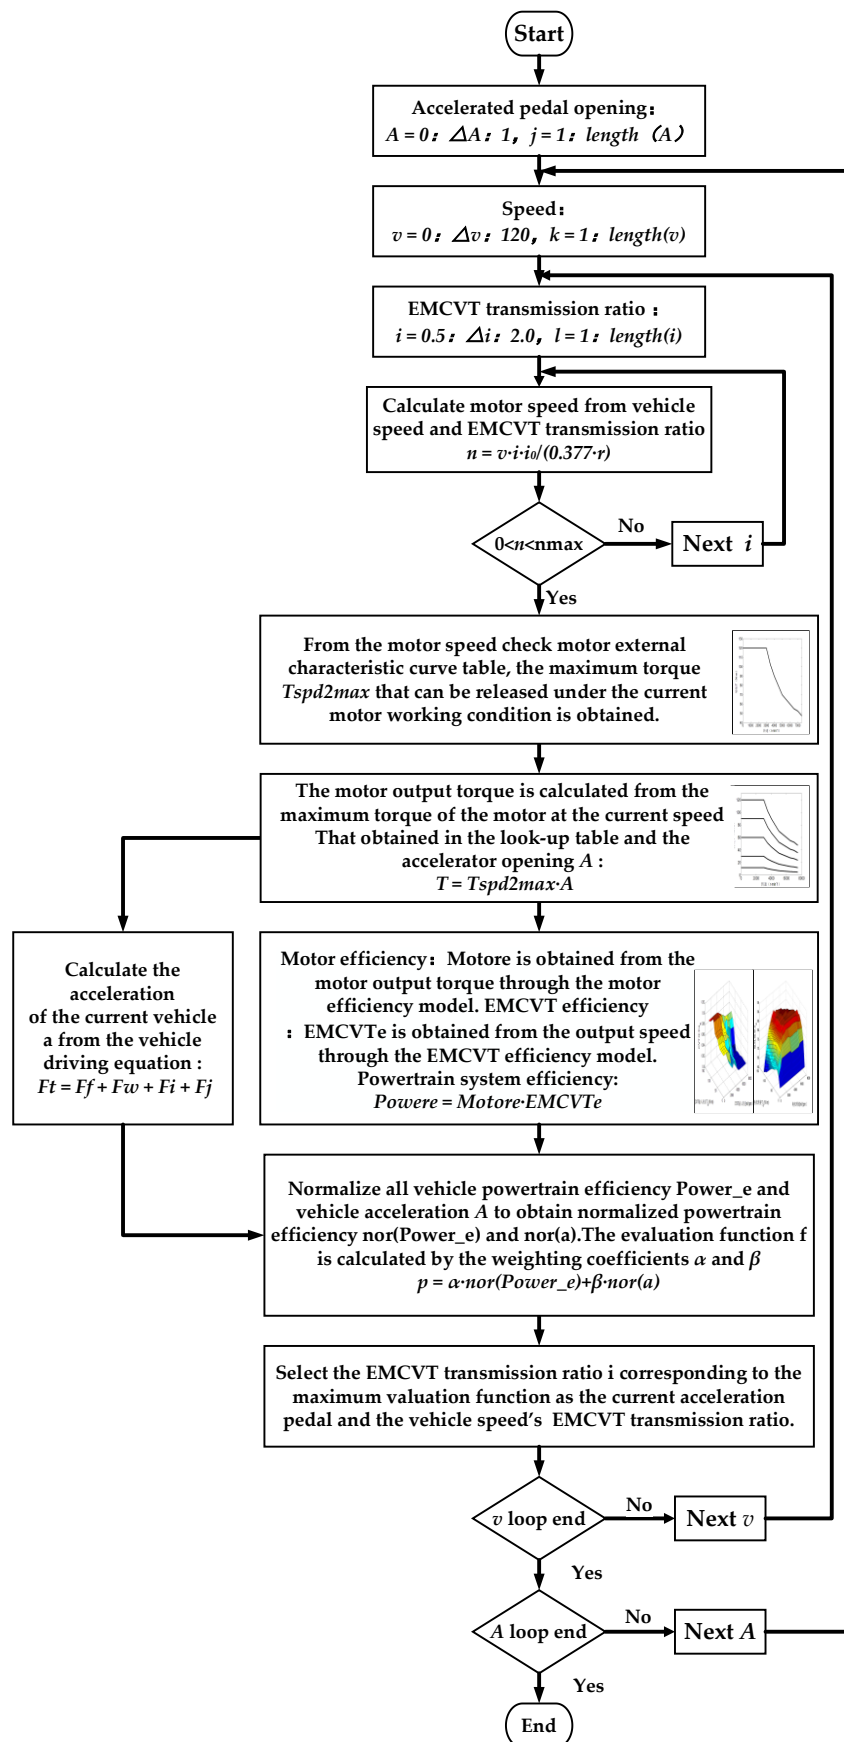 Start
Accelerated pedal opening：
A = 0：△A：1，j = 1：length（A）
Speed：
v = 0：△v：120，k = 1：length(v)
EMCVT transmission ratio：
i = 0.5：△i：2.0，l = 1：length(i)
Calculate motor speed from vehicle
speed and EMCVT transmission ratio
n = v·i·i₀/(0.377·r)
0<n<nmax
No
Next i
Yes
From the motor speed check motor external
characteristic curve table, the maximum torque
Tspd2max that can be released under the current
motor working condition is obtained.
The motor output torque is calculated from the
maximum torque of the motor at the current speed
That obtained in the look-up table and the
accelerator opening A :
T = Tspd2max·A
Calculate the
acceleration
of the current vehicle
a from the vehicle
driving equation :
Ft = Ff + Fw + Fi + Fj
Motor efficiency：Motore is obtained from the
motor output torque through the motor
efficiency model. EMCVT efficiency
：EMCVTe is obtained from the output speed
through the EMCVT efficiency model.
Powertrain system efficiency:
Powere = Motore·EMCVTe
Normalize all vehicle powertrain efficiency Power_e and
vehicle acceleration A to obtain normalized powertrain
efficiency nor(Power_e) and nor(a).The evaluation function f
is calculated by the weighting coefficients α and β
p = α·nor(Power_e)+β·nor(a)
Select the EMCVT transmission ratio i corresponding to the
maximum valuation function as the current acceleration
pedal and the vehicle speed's EMCVT transmission ratio.
v loop end
No
Next v
Yes
A loop end
No
Next A
Yes
End